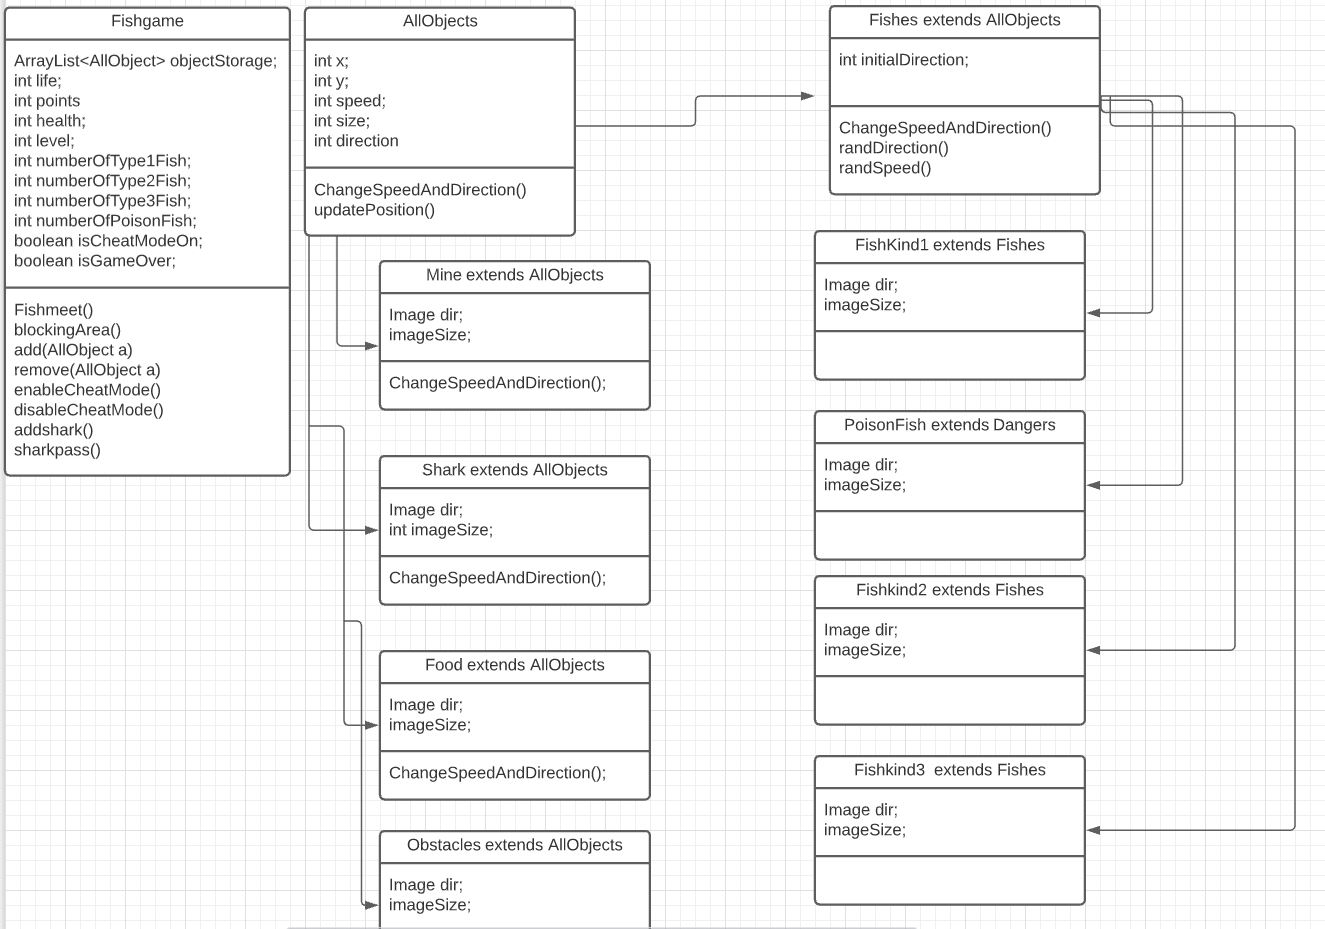 Fishgame
ArrayList<AllObject> objectStorage;
int life;
int points
int health;
int level;
int numberOfType1Fish;
int numberOfType2Fish;
int numberOfType3Fish;
int numberOfPoisonFish;
boolean isCheatModeOn;
boolean isGameOver;
Fishmeet()
blockingArea()
add(AllObject a)
remove(AllObject a)
enableCheatMode()
disableCheatMode()
addshark()
sharkpass()
AllObjects
int x;
int y;
int speed;
int size;
int direction
ChangeSpeedAndDirection()
updatePosition()
Mine extends AllObjects
Image dir;
imageSize;
ChangeSpeedAndDirection();
Shark extends AllObjects
Image dir;
int imageSize;
ChangeSpeedAndDirection();
Food extends AllObjects
Image dir;
imageSize;
ChangeSpeedAndDirection();
Obstacles extends AllObjects
Image dir;
imageSize;
Fishes extends AllObjects
int initialDirection;
ChangeSpeedAndDirection()
randDirection()
randSpeed()
FishKind1 extends Fishes
Image dir;
imageSize;
PoisonFish extends Dangers
Image dir;
imageSize;
Fishkind2 extends Fishes
Image dir;
imageSize;
Fishkind3 extends Fishes
Image dir;
imageSize;